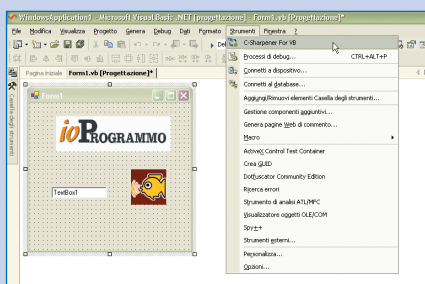 WindowsApplication1 - Microsoft Visual Basic .NET [progettazione] - Form1.vb [Progettazione]*
File Modifica Visualizza Progetto Genera Debug Dati Formato Strumenti Finestra ?
Pagina iniziale Form1.vb [Progettazione]*
Casella degli strumenti
Form1
ioProgrammo
TextBox1
C-Sharpener For VB
Processi di debug... CTRL+ALT+P
Connetti a dispositivo...
Connetti al database...
Aggiungi/Rimuovi elementi Casella degli strumenti...
Gestione componenti aggiuntivi...
Genera pagine Web di commento...
Macro
ActiveX Control Test Container
Crea GUID
Dotfuscator Community Edition
Ricerca errori
Strumento di analisi ATL/MFC
Visualizzatore oggetti OLE/COM
Spy++
Strumenti esterni...
Personalizza...
Opzioni...